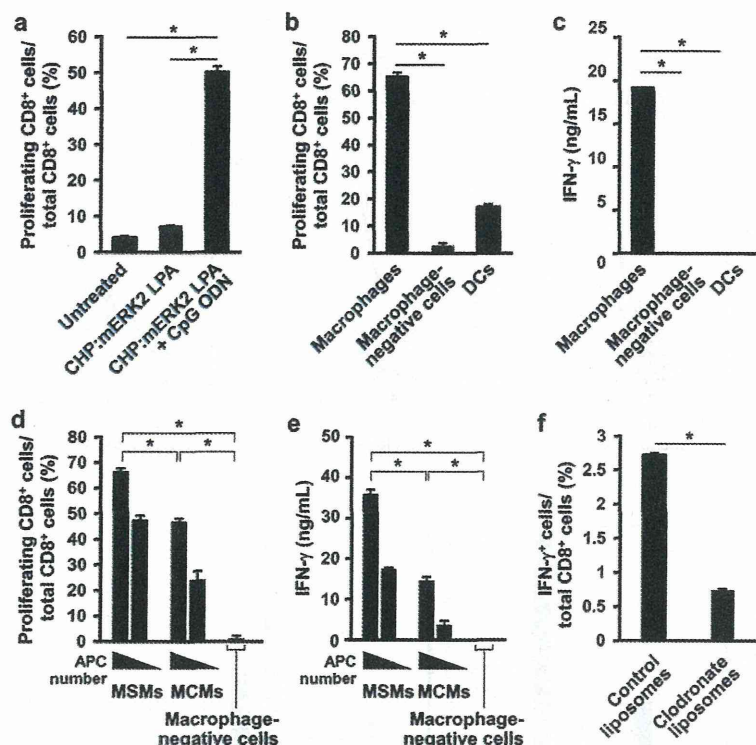 a
*
*
Proliferating CD8+ cells/
total CD8+ cells (%)
60
50
40
30
20
10
0
Untreated
CHP:mERK2 LPA
CHP:mERK2 LPA
+ CpG ODN
b
*
*
Proliferating CD8+ cells/
total CD8+ cells (%)
80
70
60
50
40
30
20
10
0
Macrophages
Macrophage-
negative cells
DCs
c
*
*
IFN-γ (ng/mL)
25
20
15
10
5
0
Macrophages
Macrophage-
negative cells
DCs
d
*
*
*
Proliferating CD8+ cells/
total CD8+ cells (%)
80
70
60
50
40
30
20
10
0
APC
number
MSMs
MCMs
Macrophage-
negative cells
e
*
*
*
IFN-γ (ng/mL)
50
40
30
20
10
0
APC
number
MSMs
MCMs
Macrophage-
negative cells
f
*
IFN-γ+ cells/
total CD8+ cells (%)
3
2.5
2
1.5
1
0.5
0
Control
liposomes
Clodronate
liposomes